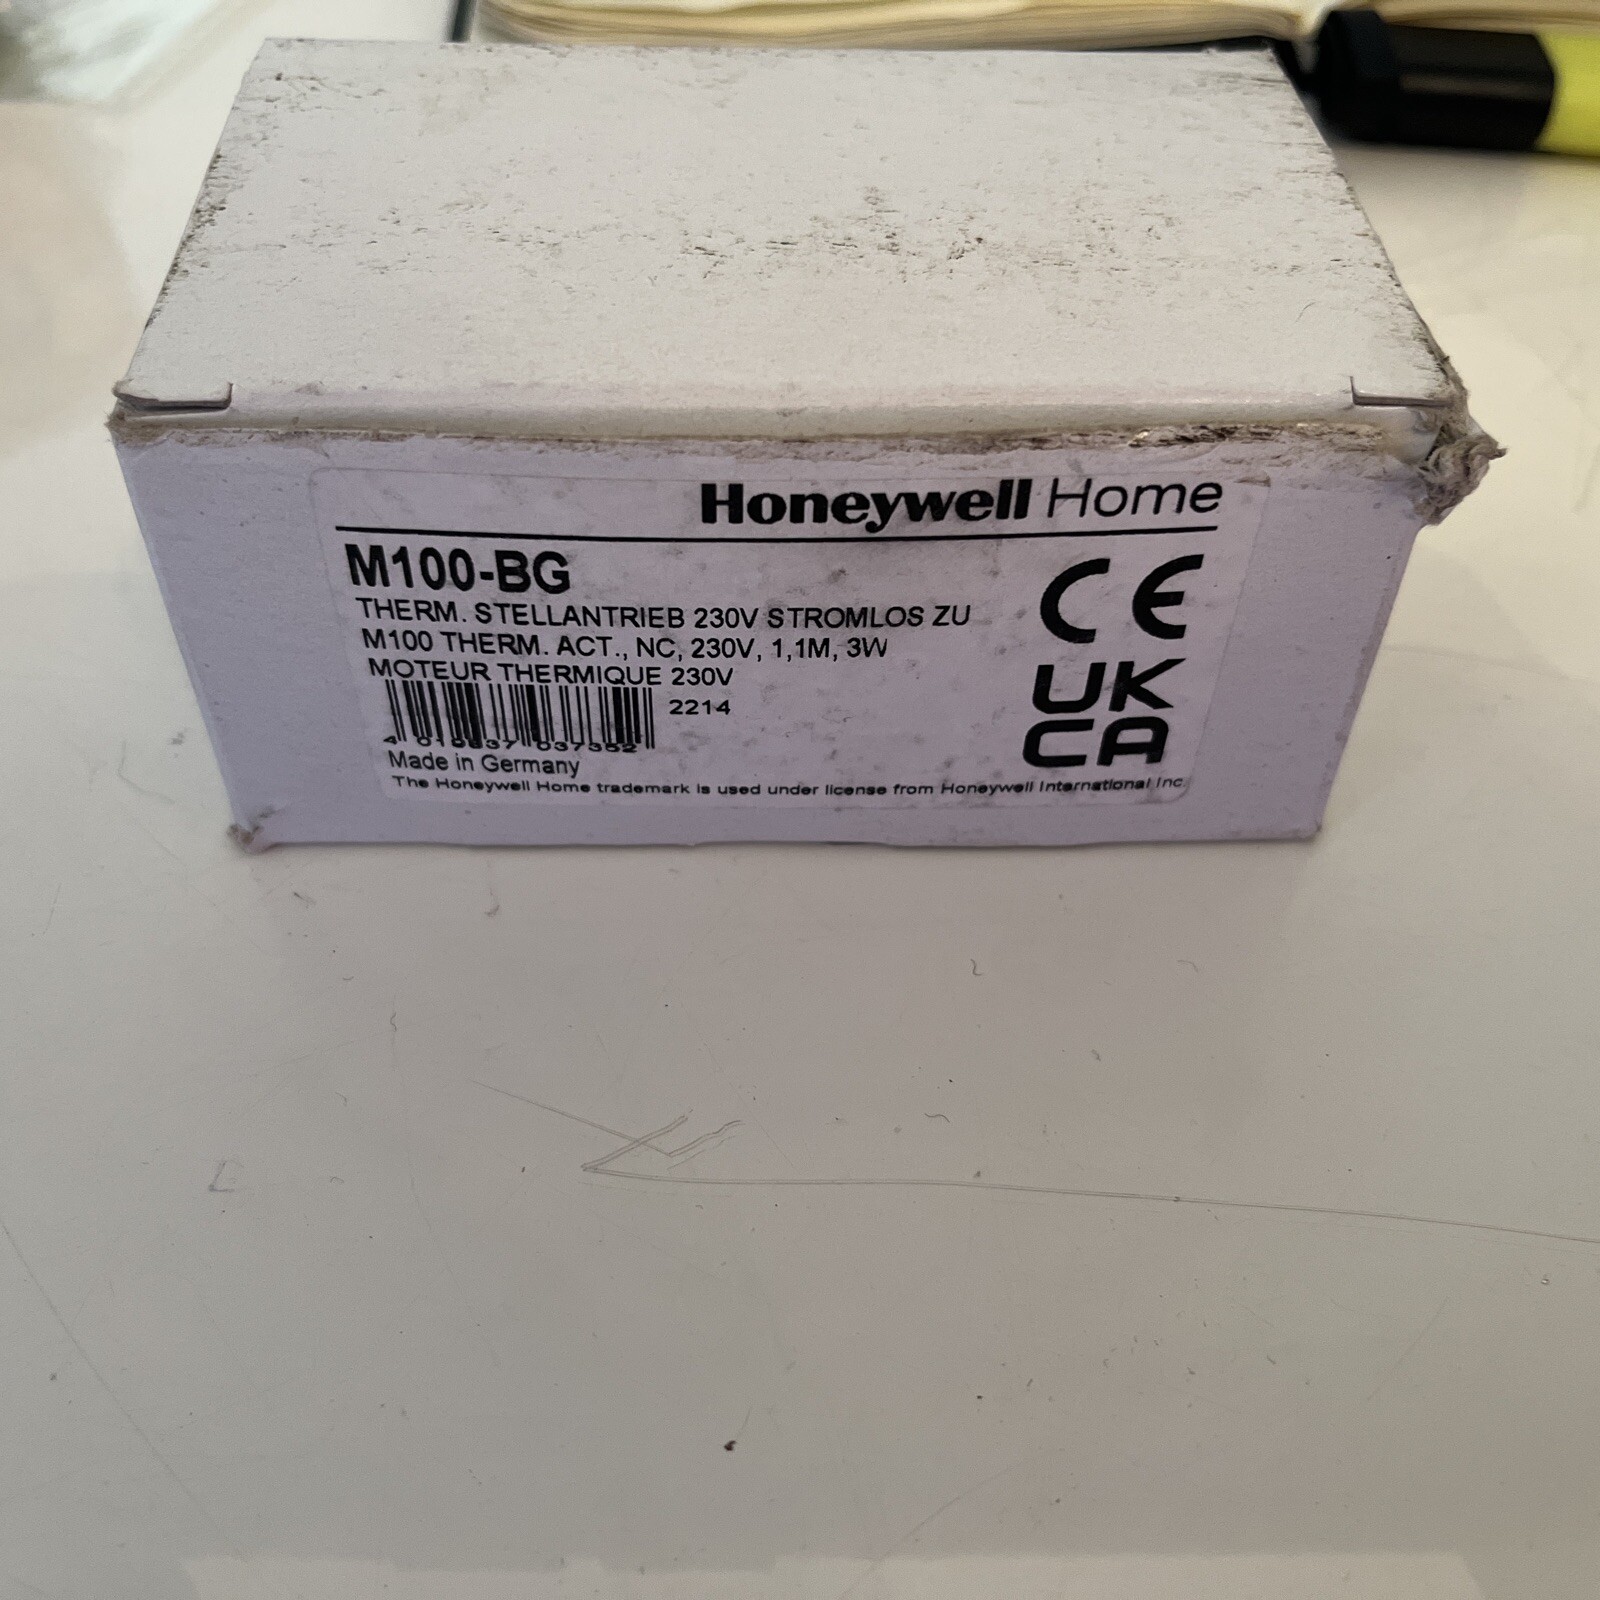 Honeywell Home
M100-BG
THERM. STELLANTRIEB 230V STROMLOS ZU
M100 THERM. ACT., NC, 230V, 1,1M, 3W
MOTEUR THERMIQUE 230V
2214
CE
UK
CA
Made in Germany
The Honeywell Home trademark is used under license from Honeywell International Inc.